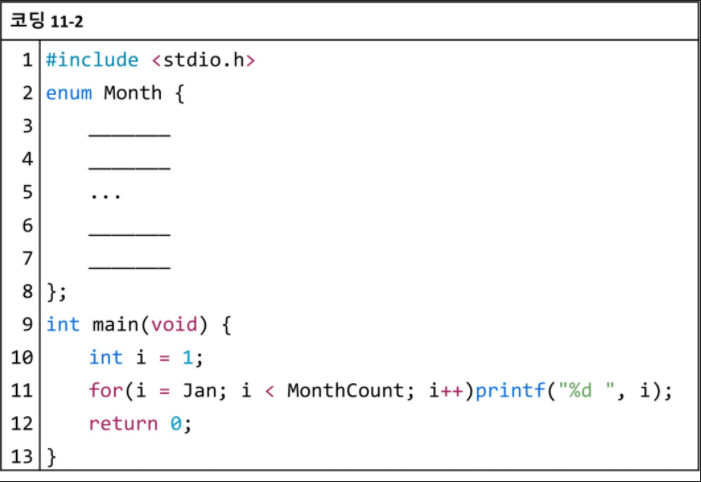 코딩 11-2
1 #include <stdio.h>
2 enum Month {
3 _______
4 _______
5 ...
6 _______
7 _______
8 };
9 int main(void) {
10 int i = 1;
11 for(i = Jan; i < MonthCount; i++)printf("%d ", i);
12 return 0;
13 }